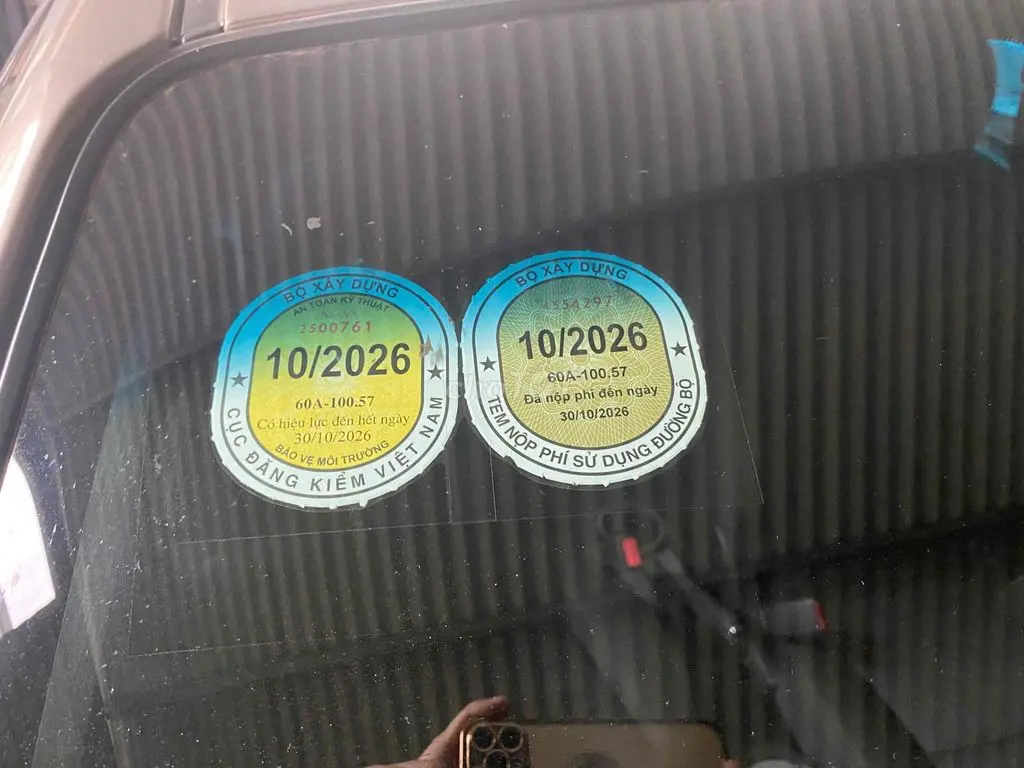 BỘ XÂY DỰNG
AN TOÀN KỸ THUẬT
2500761
10/2026
60A-100.57
Có hiệu lực đến hết ngày
30/10/2026
BẢO VỆ MÔI TRƯỜNG
CỤC ĐĂNG KIỂM VIỆT NAM
BỘ XÂY DỰNG
10/2026
60A-100.57
Đã nộp phí đến ngày
30/10/2026
TEM NỘP PHÍ SỬ DỤNG ĐƯỜNG BỘ